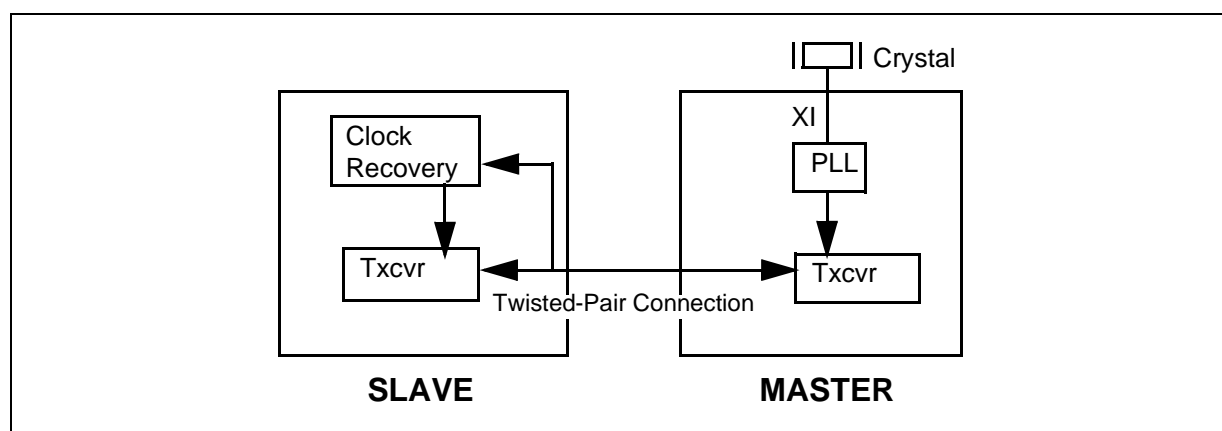 Crystal
XI
Clock
Recovery
PLL
Txcvr
Txcvr
Twisted-Pair Connection
SLAVE
MASTER